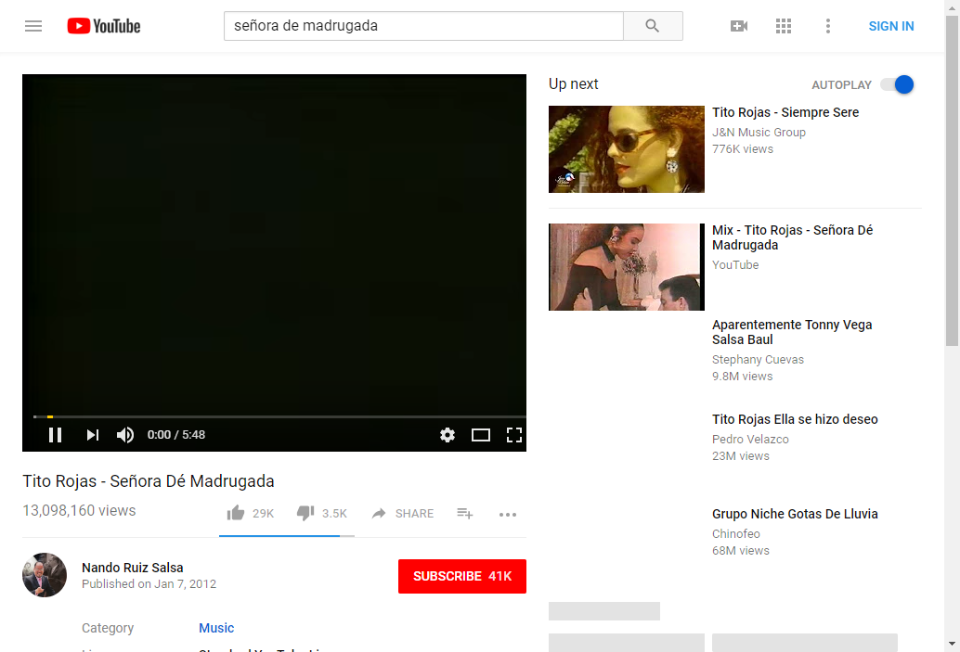 YouTube
señora de madrugada
SIGN IN
0:00 / 5:48
Tito Rojas - Señora Dé Madrugada
13,098,160 views
29K
3.5K
SHARE
Nando Ruiz Salsa
Published on Jan 7, 2012
SUBSCRIBE 41K
Category
Music
Up next
AUTOPLAY
Tito Rojas - Siempre Sere
J&N Music Group
776K views
Mix - Tito Rojas - Señora Dé
Madrugada
YouTube
Aparentemente Tonny Vega
Salsa Baul
Stephany Cuevas
9.8M views
Tito Rojas Ella se hizo deseo
Pedro Velazco
23M views
Grupo Niche Gotas De Lluvia
Chinofeo
68M views